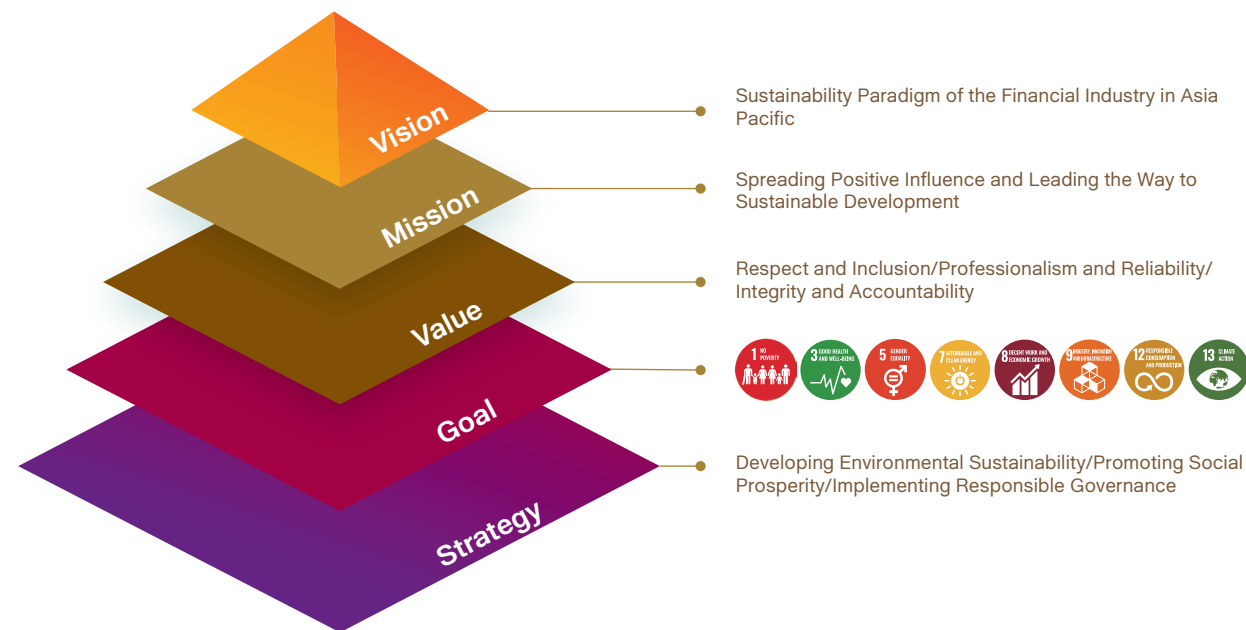 Vision
Sustainability Paradigm of the Financial Industry in Asia
Pacific
Mission
Spreading Positive Influence and Leading the Way to
Sustainable Development
Value
Respect and Inclusion/Professionalism and Reliability/
Integrity and Accountability
Goal
1 NO
POVERTY
3 GOOD HEALTH
AND WELL-BEING
5 GENDER
EQUALITY
7 AFFORDABLE AND
CLEAN ENERGY
8 DECENT WORK AND
ECONOMIC GROWTH
9 INDUSTRY, INNOVATION
AND INFRASTRUCTURE
12 RESPONSIBLE
CONSUMPTION
AND PRODUCTION
13 CLIMATE
ACTION
Strategy
Developing Environmental Sustainability/Promoting Social
Prosperity/Implementing Responsible Governance